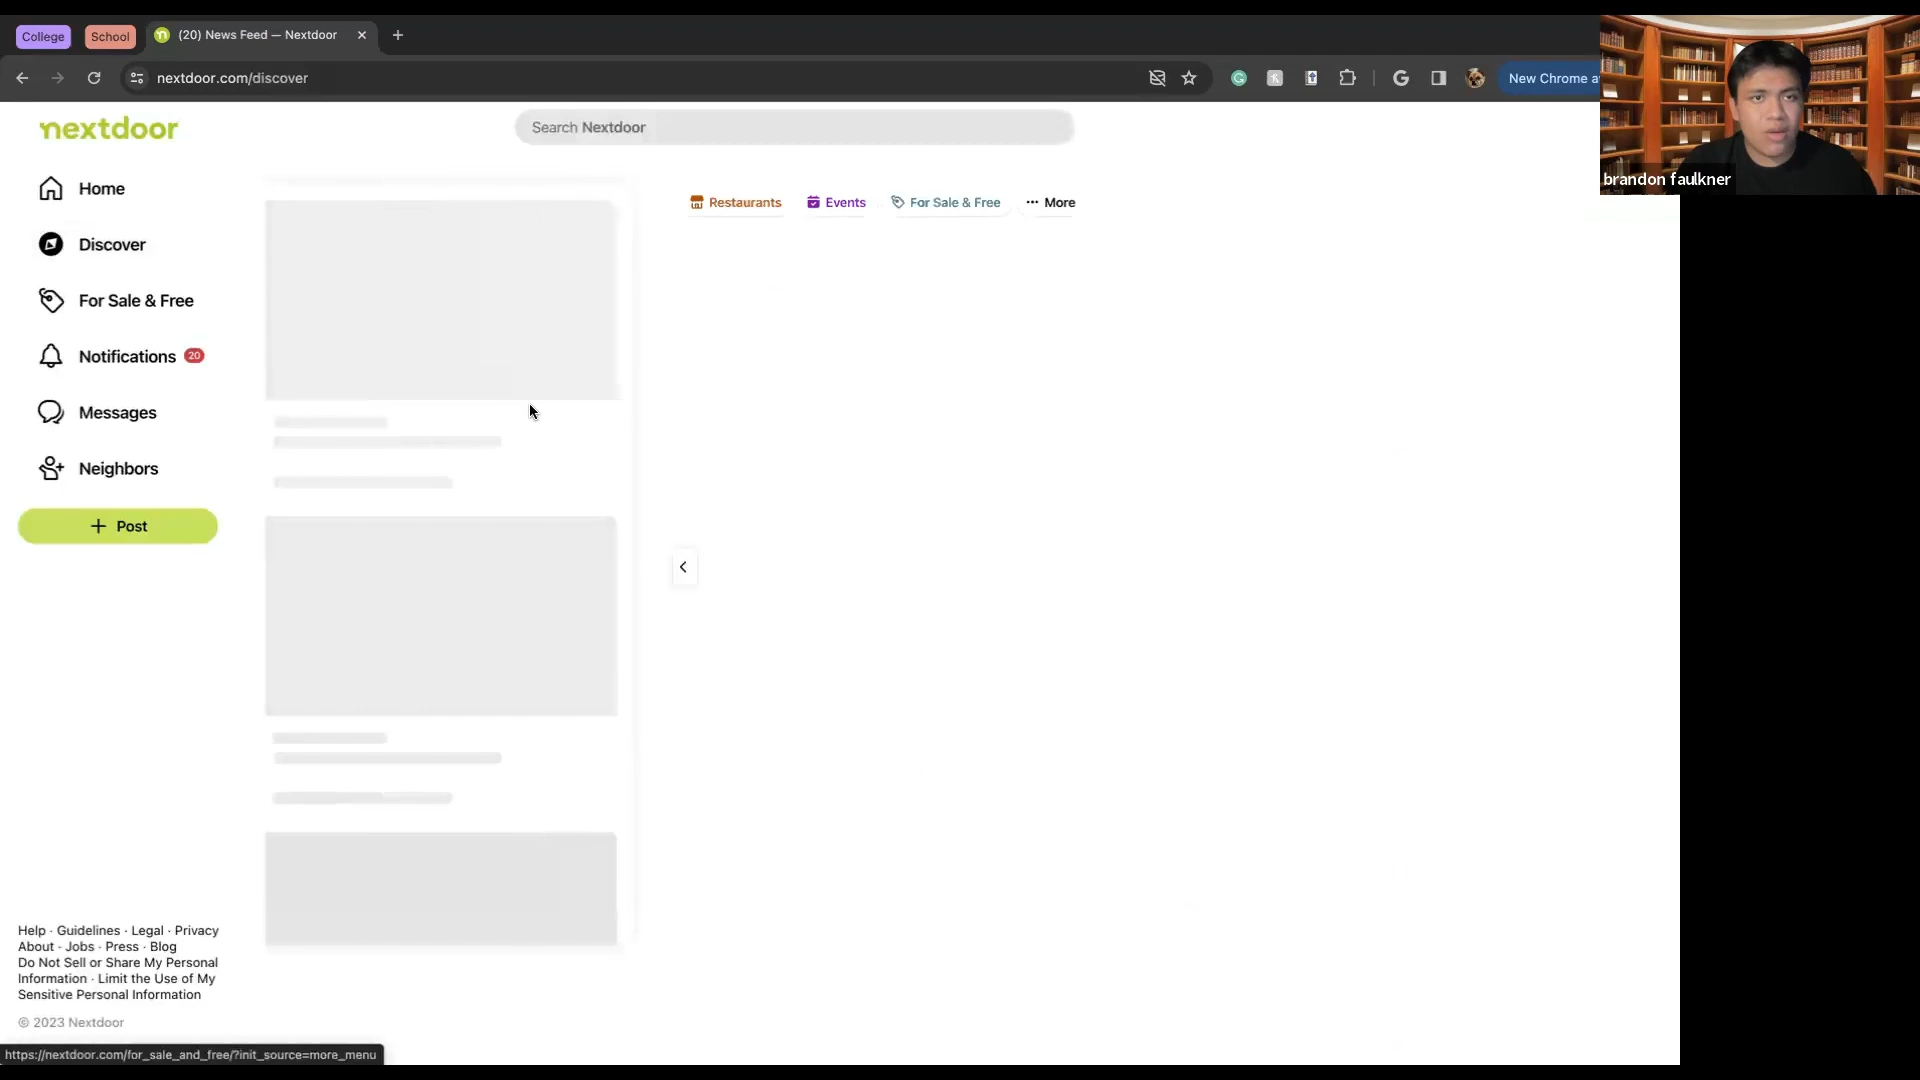 College
School
(20) News Feed — Nextdoor
nextdoor.com/discover
New Chrome a
brandon faulkner
nextdoor
Search Nextdoor
Home
Discover
For Sale & Free
Notifications 20
Messages
Neighbors
+ Post
Restaurants
Events
For Sale & Free
More
Help · Guidelines · Legal · Privacy
About · Jobs · Press · Blog
Do Not Sell or Share My Personal
Information · Limit the Use of My
Sensitive Personal Information
© 2023 Nextdoor
https://nextdoor.com/for_sale_and_free/?init_source=more_menu